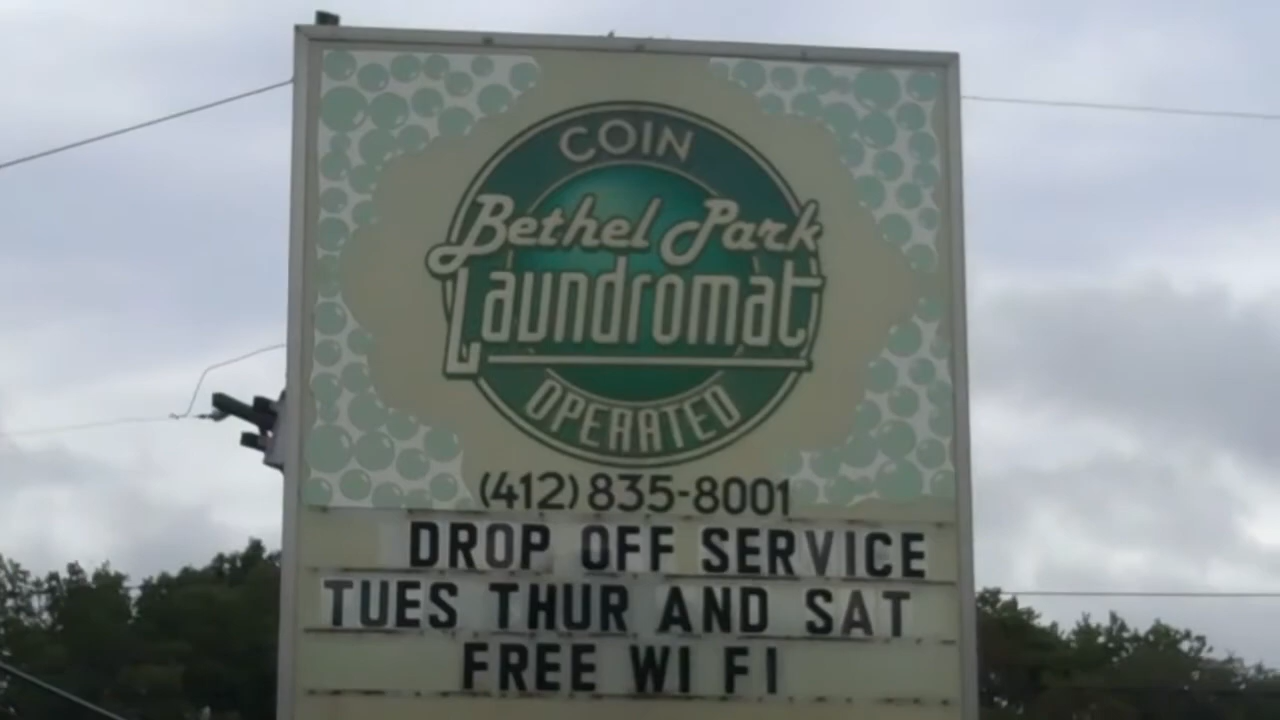 COIN
Bethel Park
Laundromat
OPERATED
(412) 835-8001
DROP OFF SERVICE
TUES THUR AND SAT
FREE WI FI